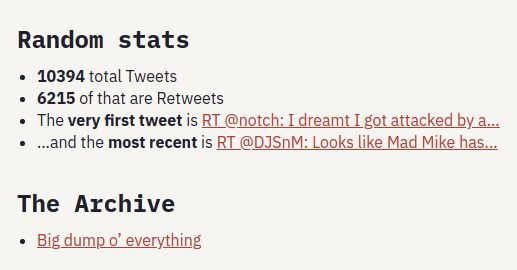 Random stats
10394 total Tweets
6215 of that are Retweets
The very first tweet is RT @notch: I dreamt I got attacked by a...
...and the most recent is RT @DJSnM: Looks like Mad Mike has...
The Archive
Big dump o’ everything